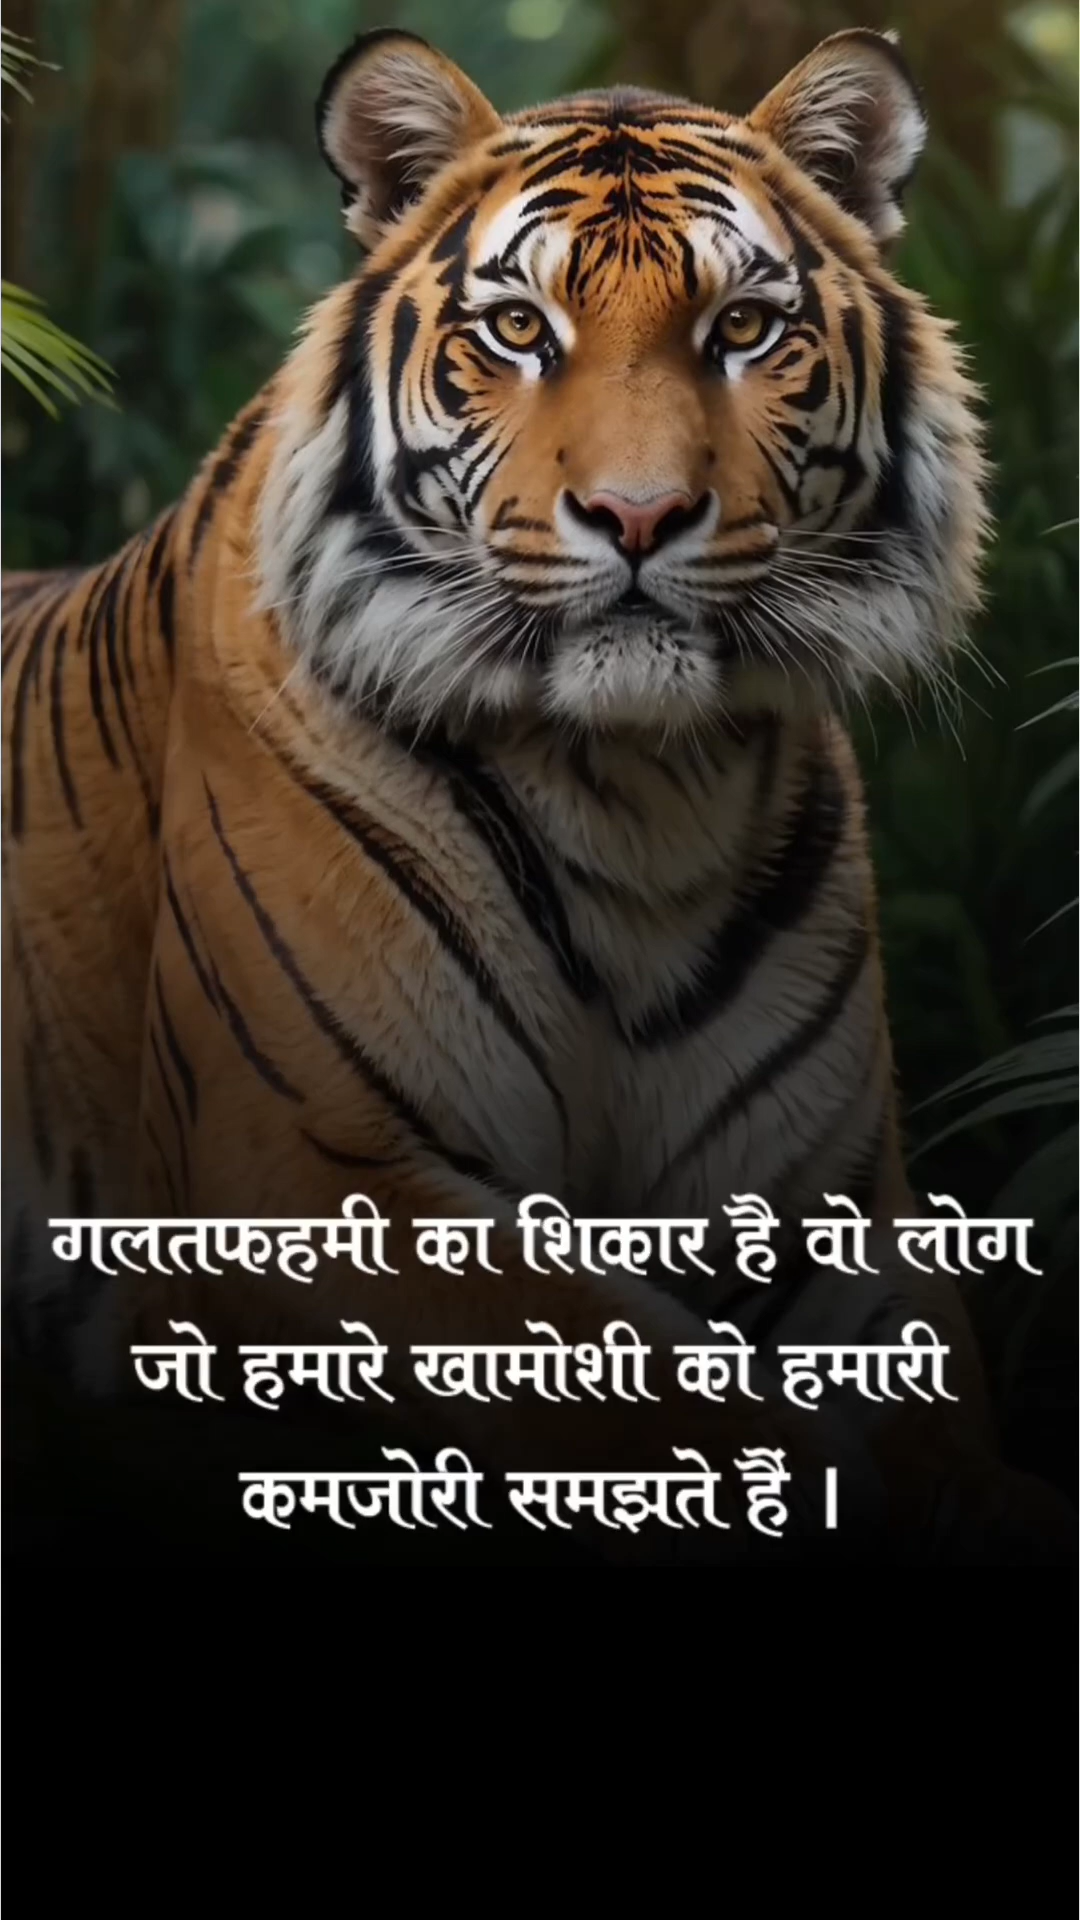 गलतफहमी का शिकार है वो लोग
जो हमारे खामोशी को हमारी
कमजोरी समझते हैं ।